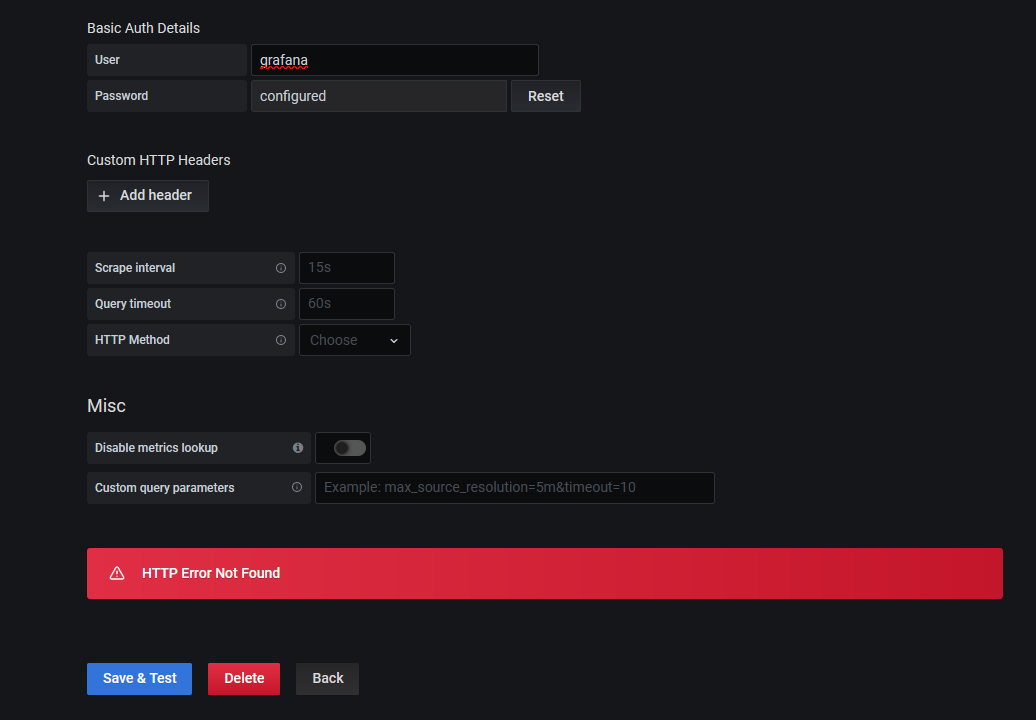 Basic Auth Details
User grafana
Password configured Reset
Custom HTTP Headers
+ Add header
Scrape interval 15s
Query timeout 60s
HTTP Method Choose
Misc
Disable metrics lookup
Custom query parameters Example: max_source_resolution=5m&timeout=10
HTTP Error Not Found
Save & Test Delete Back